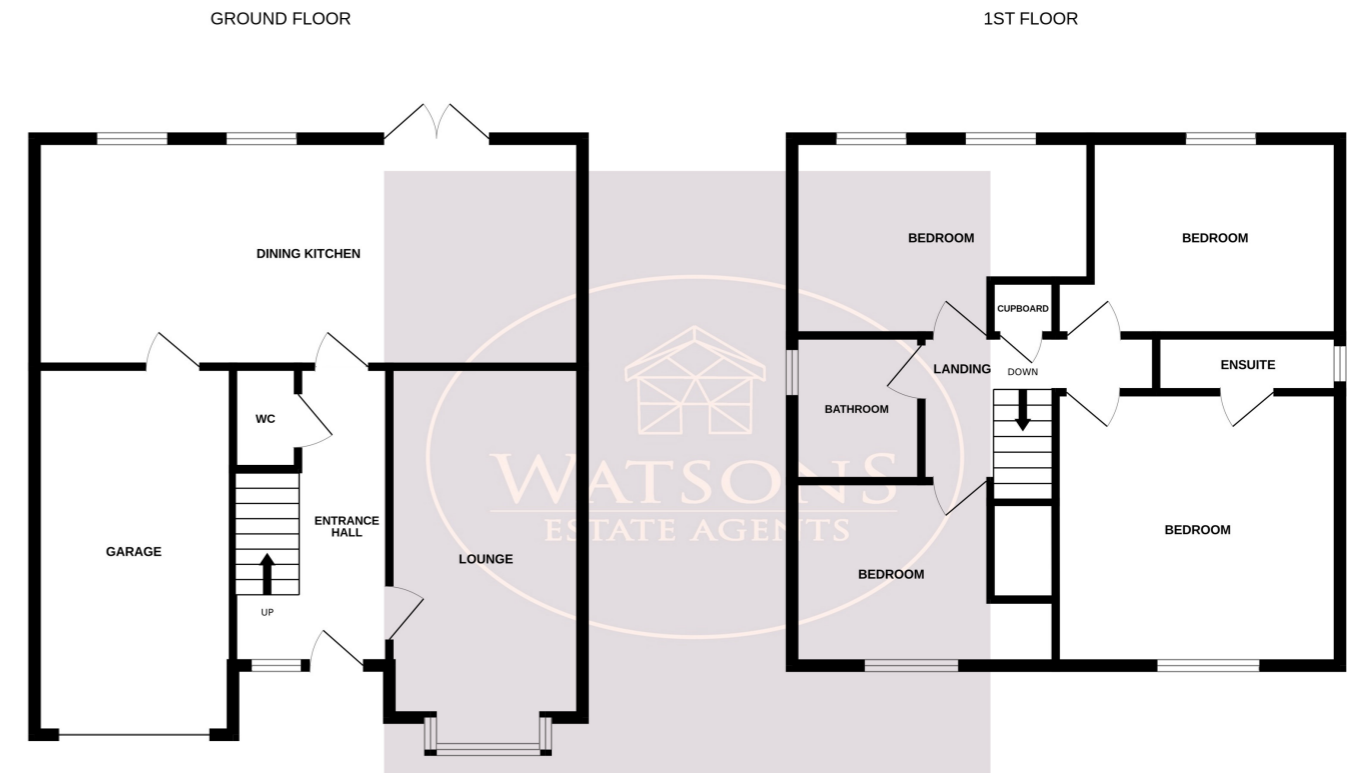 GROUND FLOOR
1ST FLOOR
DINING KITCHEN
WC
ENTRANCE
HALL
GARAGE
LOUNGE
UP
BEDROOM
BEDROOM
CUPBOARD
LANDING
DOWN
ENSUITE
BATHROOM
BEDROOM
BEDROOM
WATSONS
ESTATE AGENTS